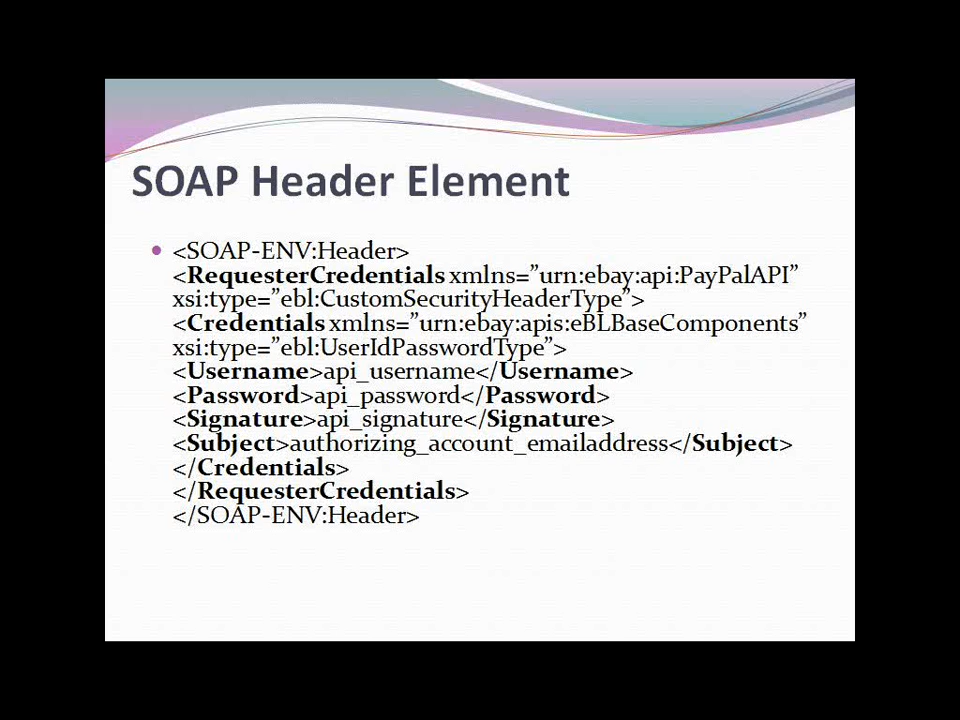 SOAP Header Element
• <SOAP-ENV:Header>
<RequesterCredentials xmlns=”urn:ebay:api:PayPalAPI”
xsi:type=”ebl:CustomSecurityHeaderType”>
<Credentials xmlns=”urn:ebay:apis:eBLBaseComponents”
xsi:type=”ebl:UserIdPasswordType”>
<Username>api_username</Username>
<Password>api_password</Password>
<Signature>api_signature</Signature>
<Subject>authorizing_account_emailaddress</Subject>
</Credentials>
</RequesterCredentials>
</SOAP-ENV:Header>